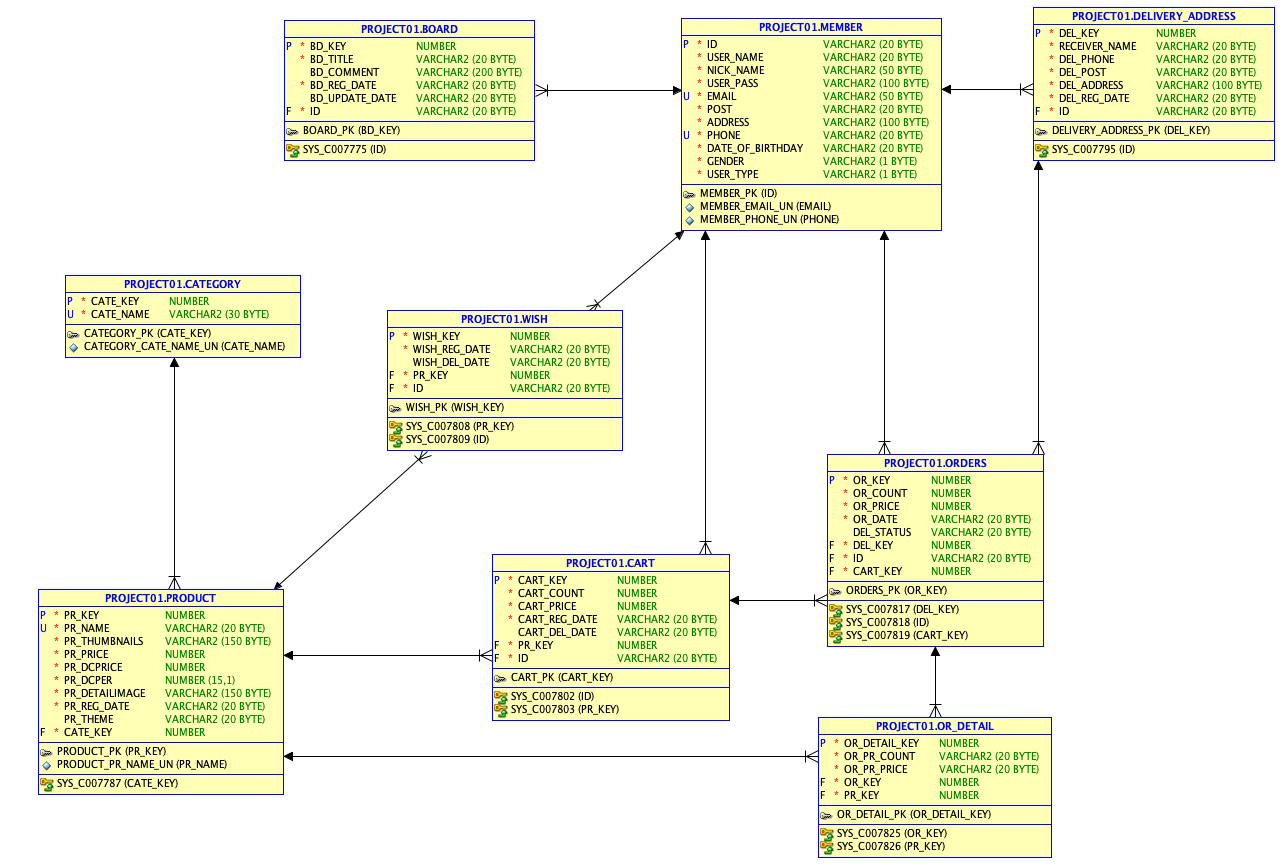 PROJECT01.BOARD
P * BD_KEY NUMBER
* BD_TITLE VARCHAR2 (20 BYTE)
BD_COMMENT VARCHAR2 (200 BYTE)
* BD_REG_DATE VARCHAR2 (20 BYTE)
BD_UPDATE_DATE VARCHAR2 (20 BYTE)
F * ID VARCHAR2 (20 BYTE)
BOARD_PK (BD_KEY)
SYS_C007775 (ID)
PROJECT01.MEMBER
P * ID VARCHAR2 (20 BYTE)
* USER_NAME VARCHAR2 (20 BYTE)
* NICK_NAME VARCHAR2 (50 BYTE)
* USER_PASS VARCHAR2 (100 BYTE)
U * EMAIL VARCHAR2 (50 BYTE)
* POST VARCHAR2 (20 BYTE)
* ADDRESS VARCHAR2 (100 BYTE)
U * PHONE VARCHAR2 (20 BYTE)
* DATE_OF_BIRTHDAY VARCHAR2 (20 BYTE)
* GENDER VARCHAR2 (1 BYTE)
* USER_TYPE VARCHAR2 (1 BYTE)
MEMBER_PK (ID)
MEMBER_EMAIL_UN (EMAIL)
MEMBER_PHONE_UN (PHONE)
PROJECT01.DELIVERY_ADDRESS
P * DEL_KEY NUMBER
* RECEIVER_NAME VARCHAR2 (20 BYTE)
* DEL_PHONE VARCHAR2 (20 BYTE)
* DEL_POST VARCHAR2 (20 BYTE)
* DEL_ADDRESS VARCHAR2 (100 BYTE)
* DEL_REG_DATE VARCHAR2 (20 BYTE)
F * ID VARCHAR2 (20 BYTE)
DELIVERY_ADDRESS_PK (DEL_KEY)
SYS_C007795 (ID)
PROJECT01.CATEGORY
P * CATE_KEY NUMBER
U * CATE_NAME VARCHAR2 (30 BYTE)
CATEGORY_PK (CATE_KEY)
CATEGORY_CATE_NAME_UN (CATE_NAME)
PROJECT01.WISH
P * WISH_KEY NUMBER
* WISH_REG_DATE VARCHAR2 (20 BYTE)
WISH_DEL_DATE VARCHAR2 (20 BYTE)
F * PR_KEY NUMBER
F * ID VARCHAR2 (20 BYTE)
WISH_PK (WISH_KEY)
SYS_C007808 (PR_KEY)
SYS_C007809 (ID)
PROJECT01.ORDERS
P * OR_KEY NUMBER
* OR_COUNT NUMBER
* OR_PRICE NUMBER
* OR_DATE VARCHAR2 (20 BYTE)
DEL_STATUS VARCHAR2 (20 BYTE)
F * DEL_KEY NUMBER
F * ID VARCHAR2 (20 BYTE)
F * CART_KEY NUMBER
ORDERS_PK (OR_KEY)
SYS_C007817 (DEL_KEY)
SYS_C007818 (ID)
SYS_C007819 (CART_KEY)
PROJECT01.CART
P * CART_KEY NUMBER
* CART_COUNT NUMBER
* CART_PRICE NUMBER
* CART_REG_DATE VARCHAR2 (20 BYTE)
CART_DEL_DATE VARCHAR2 (20 BYTE)
F * PR_KEY NUMBER
F * ID VARCHAR2 (20 BYTE)
CART_PK (CART_KEY)
SYS_C007802 (ID)
SYS_C007803 (PR_KEY)
PROJECT01.PRODUCT
P * PR_KEY NUMBER
U * PR_NAME VARCHAR2 (20 BYTE)
* PR_THUMBNAILS VARCHAR2 (150 BYTE)
* PR_PRICE NUMBER
* PR_DCPRICE NUMBER
* PR_DCPER NUMBER (15,1)
* PR_DETAILIMAGE VARCHAR2 (150 BYTE)
* PR_REG_DATE VARCHAR2 (20 BYTE)
PR_THEME VARCHAR2 (20 BYTE)
F * CATE_KEY NUMBER
PRODUCT_PK (PR_KEY)
PRODUCT_PR_NAME_UN (PR_NAME)
SYS_C007787 (CATE_KEY)
PROJECT01.OR_DETAIL
P * OR_DETAIL_KEY NUMBER
* OR_PR_COUNT VARCHAR2 (20 BYTE)
* OR_PR_PRICE VARCHAR2 (20 BYTE)
F * OR_KEY NUMBER
F * PR_KEY NUMBER
OR_DETAIL_PK (OR_DETAIL_KEY)
SYS_C007825 (OR_KEY)
SYS_C007826 (PR_KEY)